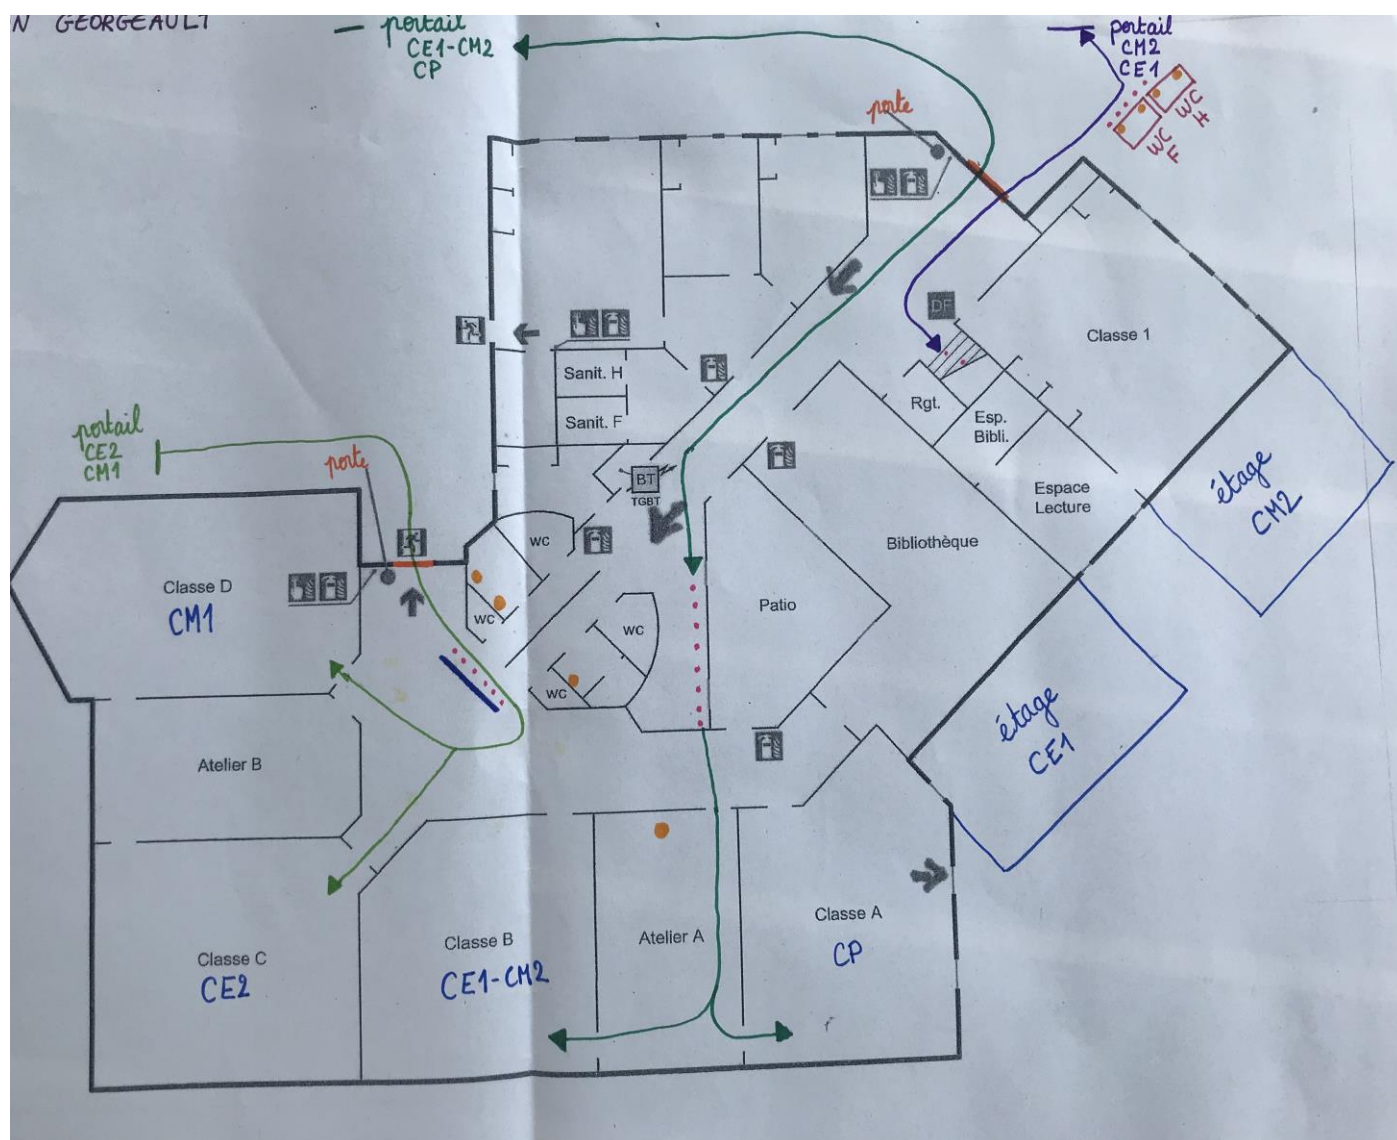 N GEORGEAULT
portail
CE1-CM2
CP
portail
CM2
CE1
WC
H
WC
F
porte
DF
Classe 1
Sanit. H
Sanit. F
Rgt.
Esp.
Bibli.
Espace
Lecture
étage
CM2
portail
CE2
CM1
porte
BT
TGBT
wc
Bibliothèque
Classe D
CM1
Patio
wc
wc
wc
étage
CE1
Atelier B
Classe A
CP
Atelier A
Classe B
CE1-CM2
Classe C
CE2